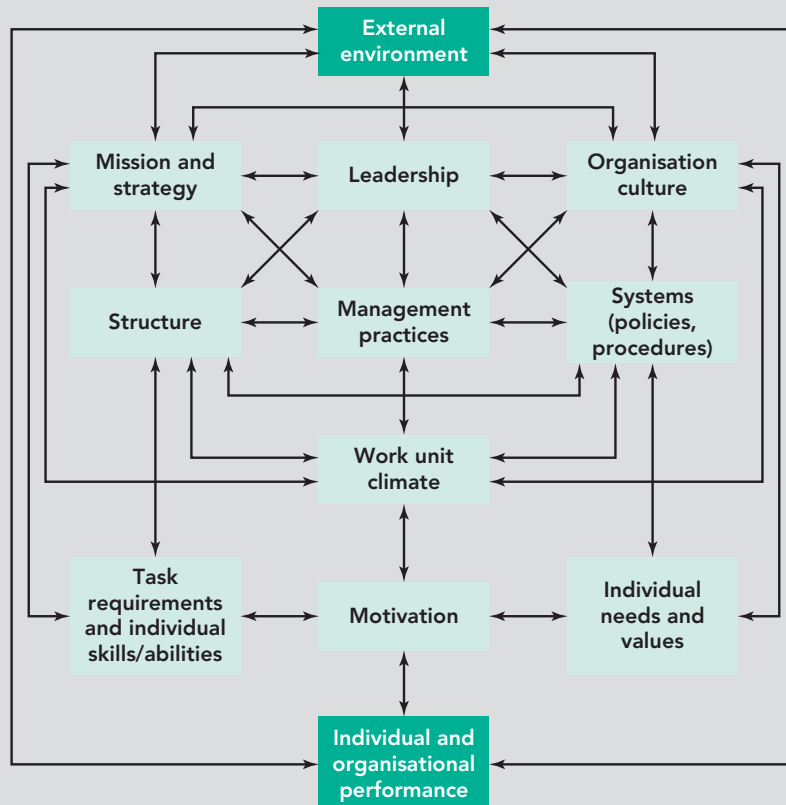 External
environment
Mission and
strategy
Leadership
Organisation
culture
Structure
Management
practices
Systems
(policies,
procedures)
Work unit
climate
Task
requirements
and individual
skills/abilities
Motivation
Individual
needs and
values
Individual and
organisational
performance